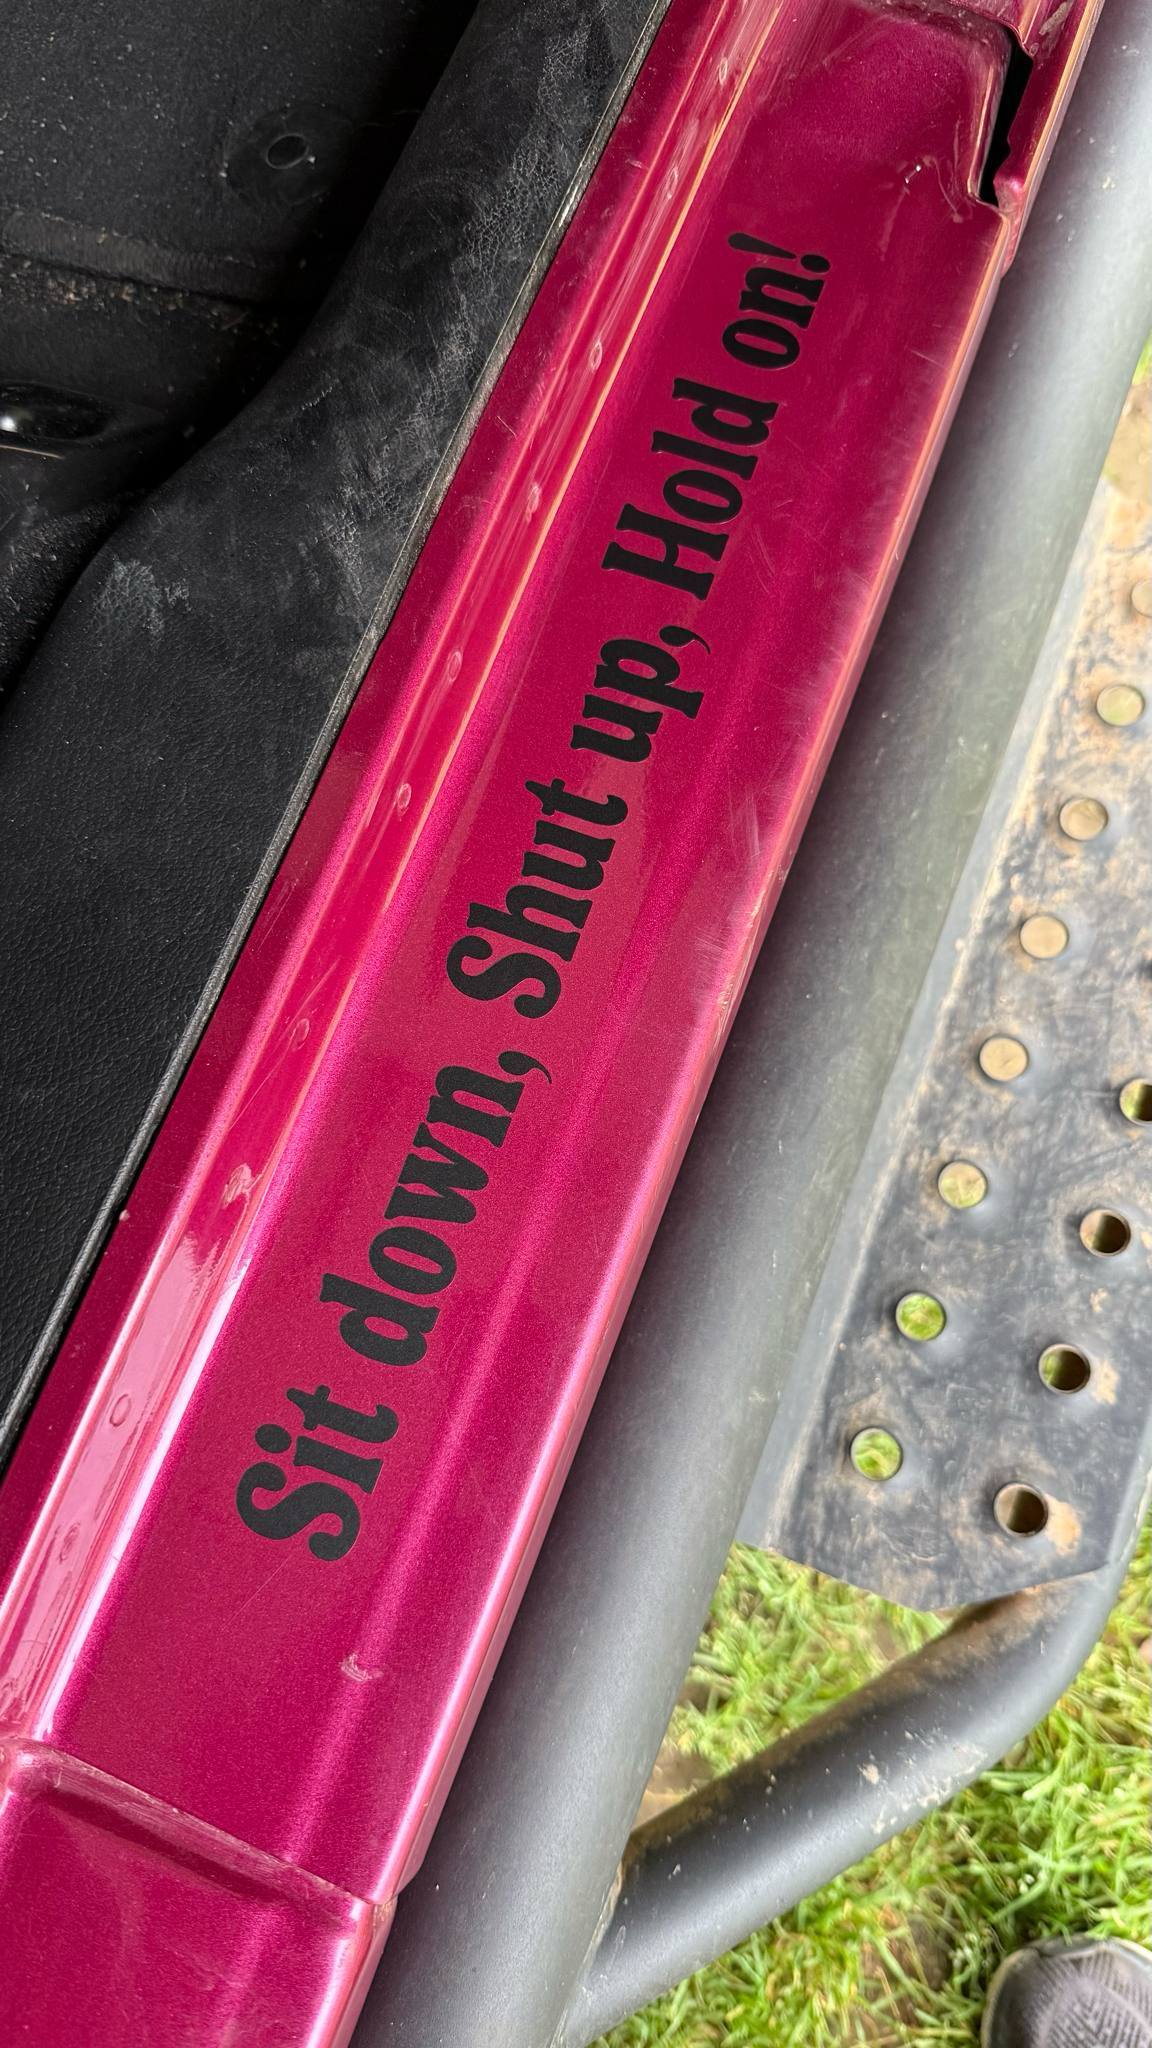 Sit down, Shut up, Hold on!